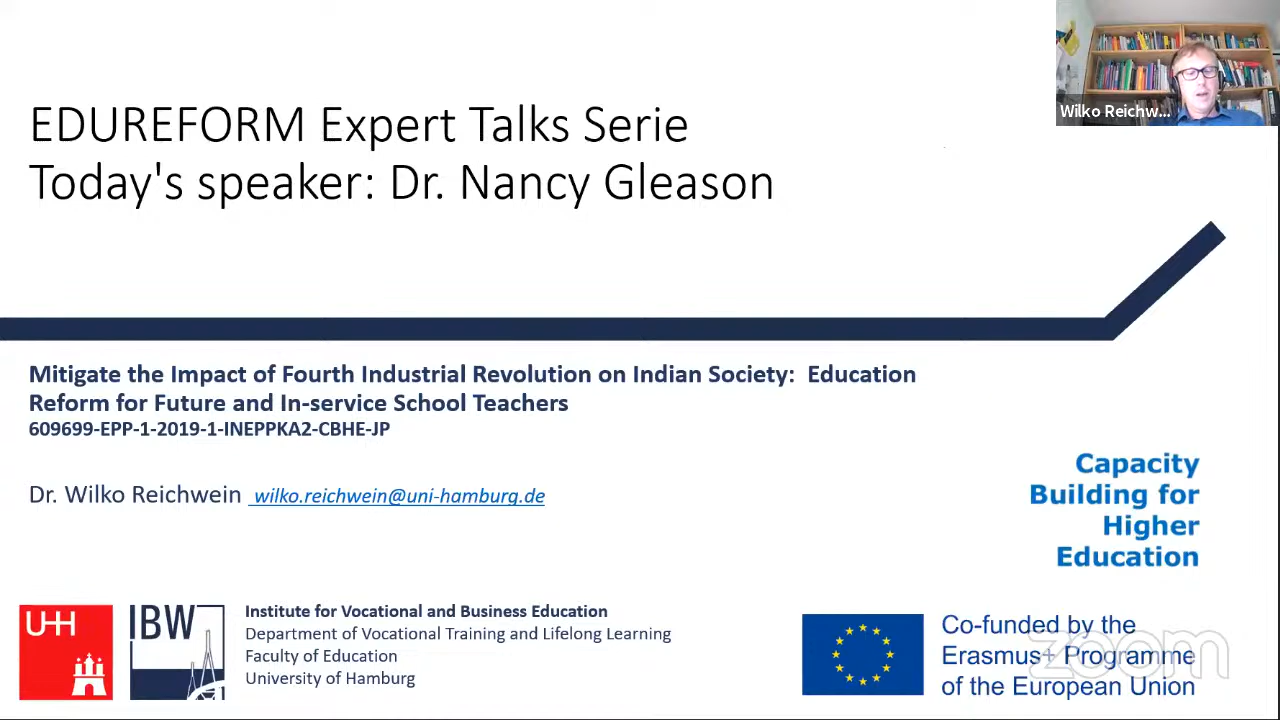 Wilko Reichw...
EDUREFORM Expert Talks Serie
Today's speaker: Dr. Nancy Gleason
Mitigate the Impact of Fourth Industrial Revolution on Indian Society: Education
Reform for Future and In-service School Teachers
609699-EPP-1-2019-1-INEPPKA2-CBHE-JP
Dr. Wilko Reichwein wilko.reichwein@uni-hamburg.de
Capacity
Building for
Higher
Education
UHH
IBW
Institute for Vocational and Business Education
Department of Vocational Training and Lifelong Learning
Faculty of Education
University of Hamburg
Co-funded by the
Erasmus+ Programme
of the European Union
zoom